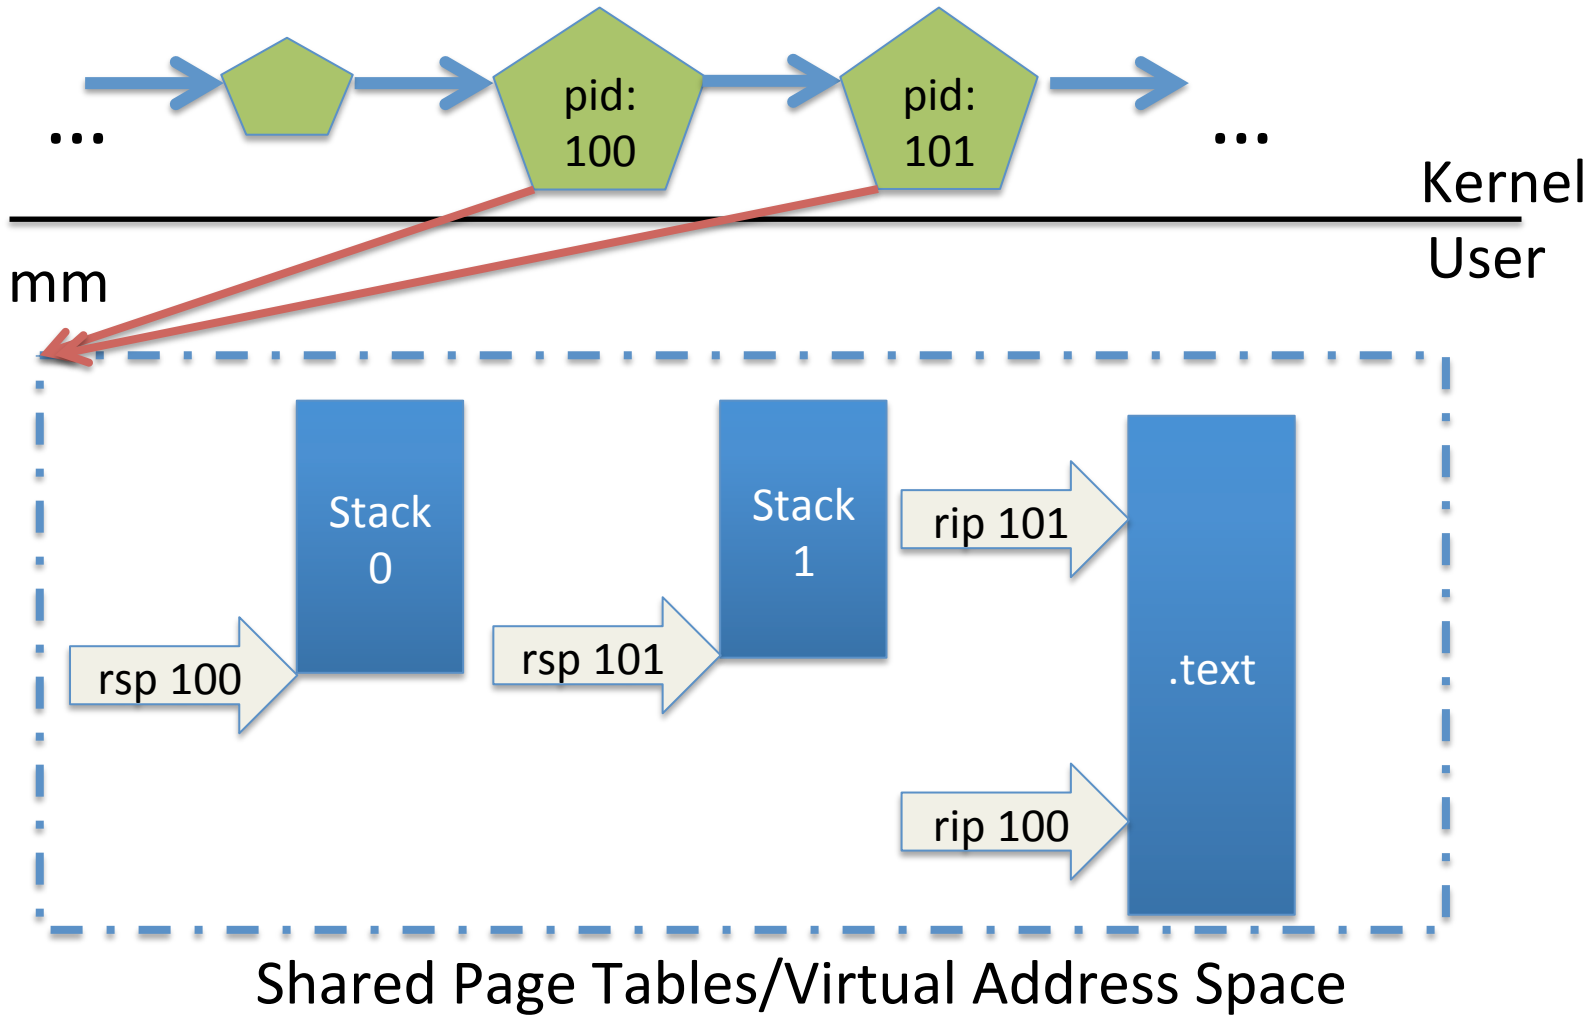 pid:
100
pid:
101
...
...
Kernel
User
mm
Stack
0
Stack
1
rip 101
rsp 100
rsp 101
.text
rip 100
Shared Page Tables/Virtual Address Space